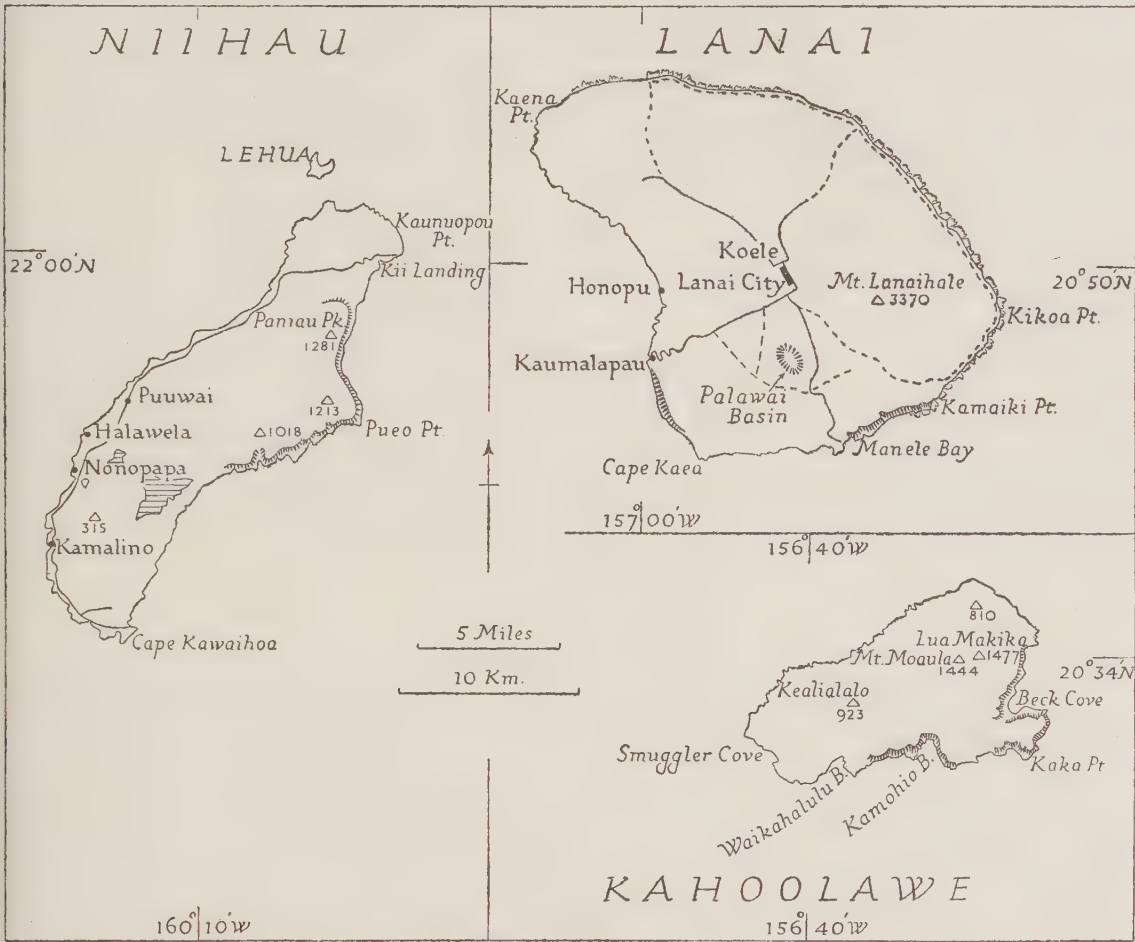 NIIHAU
LEHUA
Kaunuopou
Pt.
22°00'N
Kii Landing
Paniau Pk
1281
1213
Puuwai
Pueo Pt.
Halawela
1018
Nonopapa
315
Kamalino
Cape Kawaihoa
160°10'W
5 Miles
10 Km.
LANAI
Kaena
Pt.
Koele
20°50'N
Honopu
Lanai City
Mt. Lanaihale
3370
Kikoa Pt.
Kaumalapau
Palawai
Basin
Kamaiki Pt.
Manele Bay
Cape Kaea
157°00'W
156°40'W
810
Lua Makika
Mt. Moaula
1477
1444
20°34'N
Kealialalo
923
Beck Cove
Smuggler Cove
Kaka Pt
Waikahalulu B.
Kamohio B.
KAHOOLAWE
156°40'W